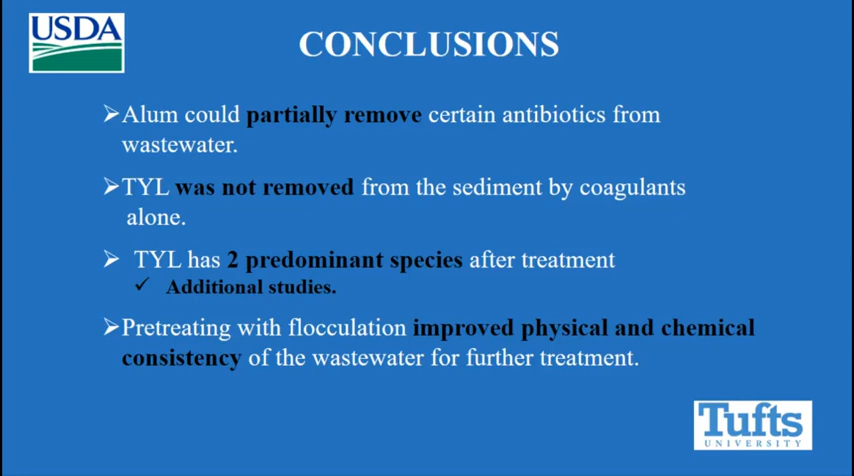 USDA
CONCLUSIONS
➢Alum could partially remove certain antibiotics from
wastewater.
➢TYL was not removed from the sediment by coagulants
alone.
➢ TYL has 2 predominant species after treatment
✓ Additional studies.
➢Pretreating with flocculation improved physical and chemical
consistency of the wastewater for further treatment.
Tufts
UNIVERSITY